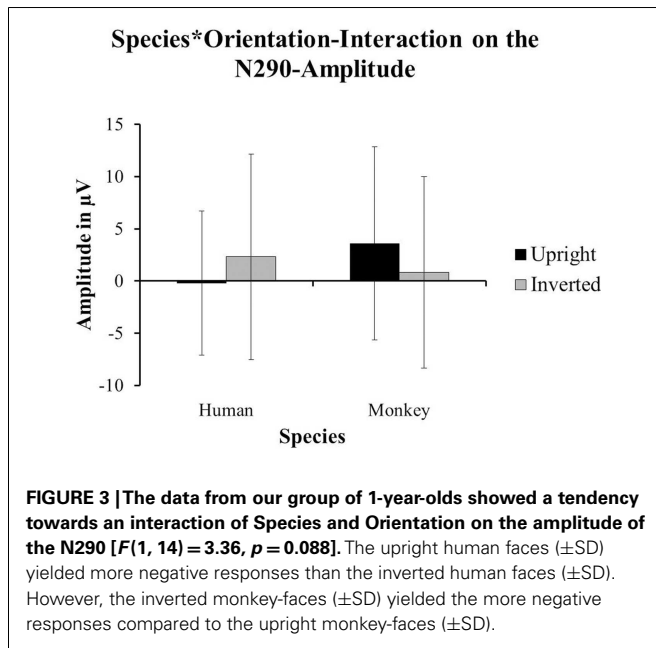 Species*Orientation-Interaction on the
N290-Amplitude
15
10
5
0
-5
-10
Amplitude in µV
Human
Monkey
Species
Upright
Inverted
FIGURE 3 | The data from our group of 1-year-olds showed a tendency
towards an interaction of Species and Orientation on the amplitude of
the N290 [F(1, 14) = 3.36, p = 0.088]. The upright human faces (±SD)
yielded more negative responses than the inverted human faces (±SD).
However, the inverted monkey-faces (±SD) yielded the more negative
responses compared to the upright monkey-faces (±SD).